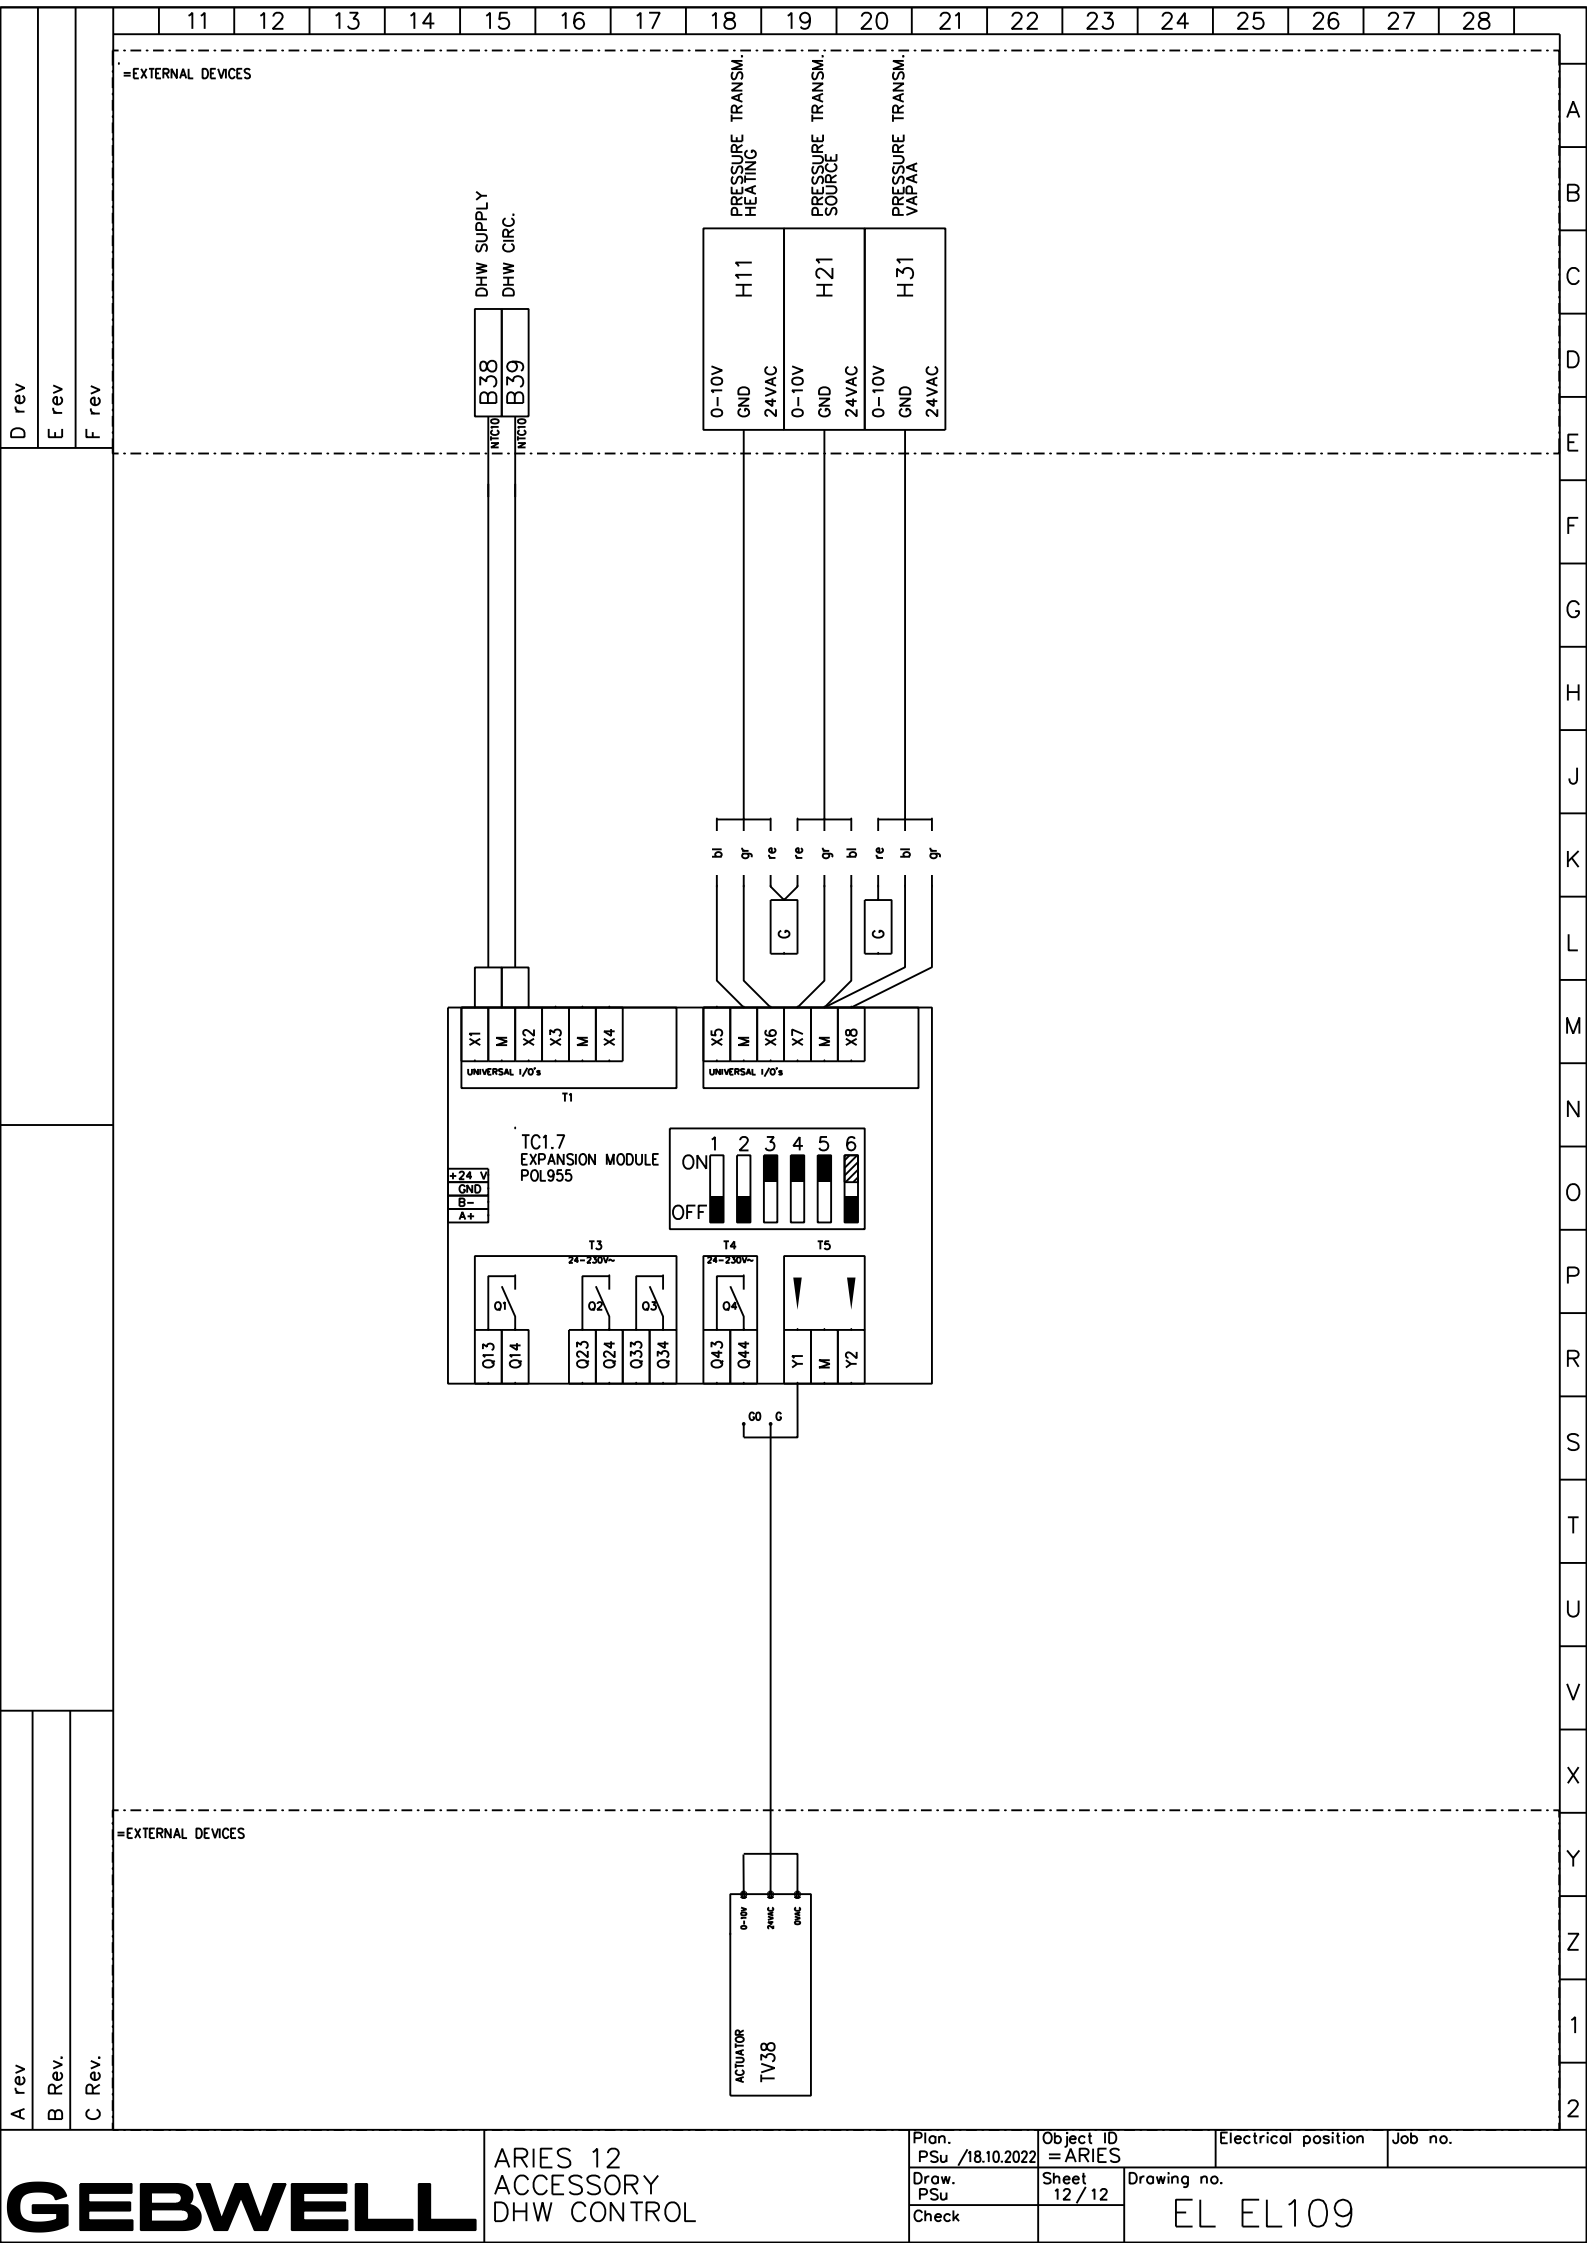 11 12 13 14 15 16 17 18 19 20 21 22 23 24 25 26 27 28
=EXTERNAL DEVICES
A
B
C
D
E
F
G
H
J
K
L
M
N
O
P
R
S
T
U
V
X
Y
Z
1
2
D rev
E rev
F rev
DHW SUPPLY
DHW CIRC.
B38
B39
NTC10
NTC10
PRESSURE TRANSM.
HEATING
PRESSURE TRANSM.
SOURCE
PRESSURE TRANSM.
VAPAA
H11
H21
H31
0-10V
GND
24VAC
0-10V
GND
24VAC
0-10V
GND
24VAC
bl gr re re gr bl re bl gr
G G
X1 M X2 X3 M X4
UNIVERSAL I/O's
T1
X5 M X6 X7 M X8
UNIVERSAL I/O's
TC1.7
EXPANSION MODULE
POL955
+24 V
GND
B-
A+
1 2 3 4 5 6
ON
OFF
T3
24-230V~
T4
24-230V~
T5
Q1 Q2 Q3 Q4
Q13 Q14 Q23 Q24 Q33 Q34 Q43 Q44 Y1 M Y2
G0 G
=EXTERNAL DEVICES
0-10V
24VAC
0VAC
ACTUATOR
TV38
A rev
B Rev.
C Rev.
GEBWELL
ARIES 12
ACCESSORY
DHW CONTROL
Plan.
PSu /18.10.2022
Object ID
=ARIES
Electrical position
Job no.
Draw.
PSu
Sheet
12/12
Drawing no.
EL EL109
Check